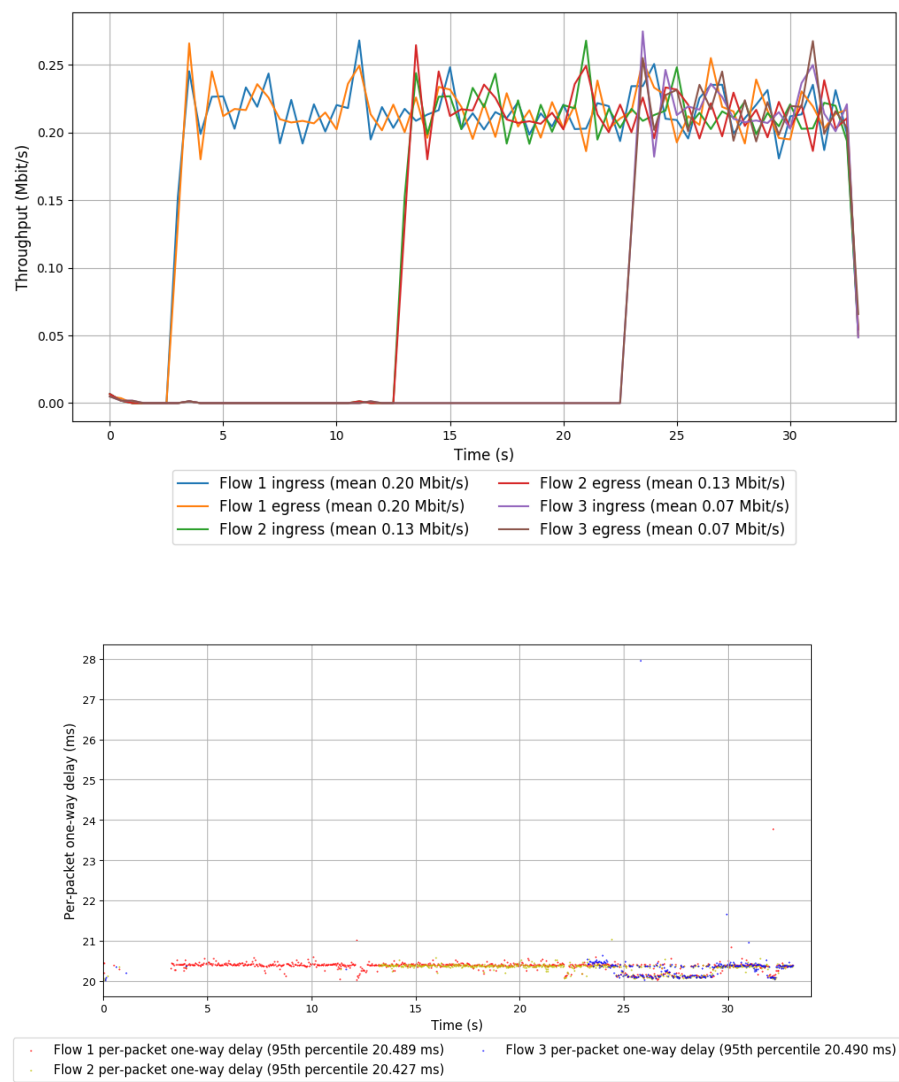 0.25
0.20
0.15
0.10
0.05
0.00
Throughput (Mbit/s)
0 5 10 15 20 25 30
Time (s)
Flow 1 ingress (mean 0.20 Mbit/s) Flow 2 egress (mean 0.13 Mbit/s)
Flow 1 egress (mean 0.20 Mbit/s) Flow 3 ingress (mean 0.07 Mbit/s)
Flow 2 ingress (mean 0.13 Mbit/s) Flow 3 egress (mean 0.07 Mbit/s)
28
27
26
25
24
23
22
21
20
Per-packet one-way delay (ms)
0 5 10 15 20 25 30
Time (s)
Flow 1 per-packet one-way delay (95th percentile 20.489 ms) Flow 3 per-packet one-way delay (95th percentile 20.490 ms)
Flow 2 per-packet one-way delay (95th percentile 20.427 ms)